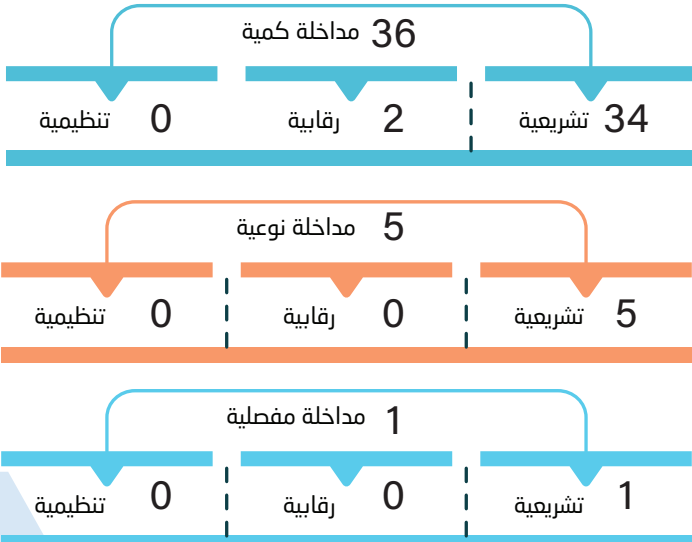 36 مداخلة كمية
34 تشريعية
2 رقابية
0 تنظيمية
5 مداخلة نوعية
5 تشريعية
0 رقابية
0 تنظيمية
1 مداخلة مفصلية
1 تشريعية
0 رقابية
0 تنظيمية